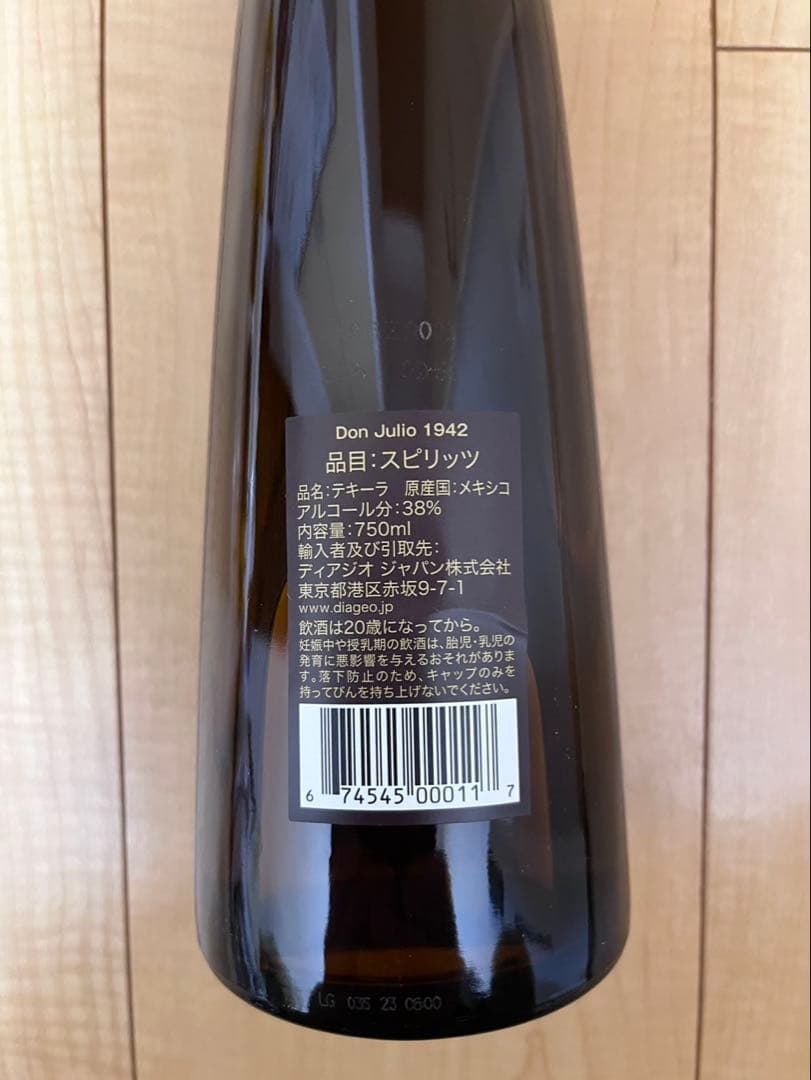 Don Julio 1942
品目：スピリッツ
品名：テキーラ 原産国：メキシコ
アルコール分：38%
内容量：750ml
輸入者及び引取先：
ディアジオ ジャパン株式会社
東京都港区赤坂9-7-1
www.diageo.jp
飲酒は20歳になってから。
妊娠中や授乳期の飲酒は、胎児・乳児の
発育に悪影響を与えるおそれがありま
す。落下防止のため、キャップのみを
持ってびんを持ち上げないでください。
6 74545 00011 7
LG 035 23 0600